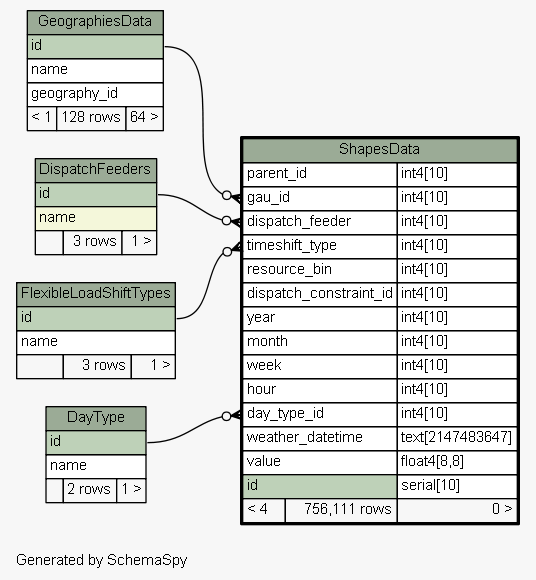 GeographiesData
id
name
geography_id
< 1 128 rows 64 >
DispatchFeeders
id
name
3 rows 1 >
FlexibleLoadShiftTypes
id
name
3 rows 1 >
DayType
id
name
2 rows 1 >
ShapesData
parent_id int4[10]
gau_id int4[10]
dispatch_feeder int4[10]
timeshift_type int4[10]
resource_bin int4[10]
dispatch_constraint_id int4[10]
year int4[10]
month int4[10]
week int4[10]
hour int4[10]
day_type_id int4[10]
weather_datetime text[2147483647]
value float4[8,8]
id serial[10]
< 4 756,111 rows 0 >
Generated by SchemaSpy